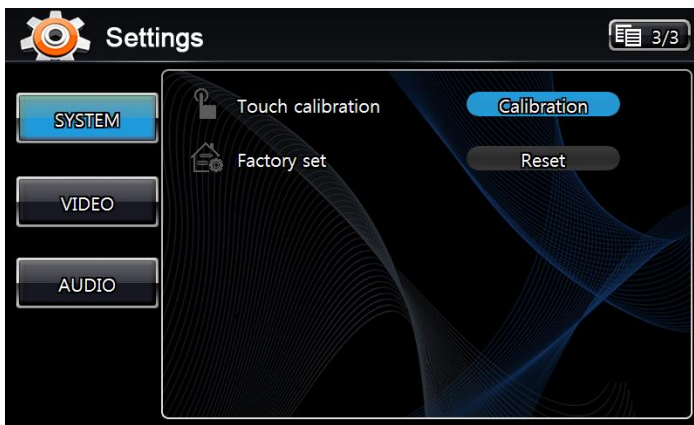 Settings
3/3
SYSTEM
Touch calibration
Calibration
Factory set
Reset
VIDEO
AUDIO